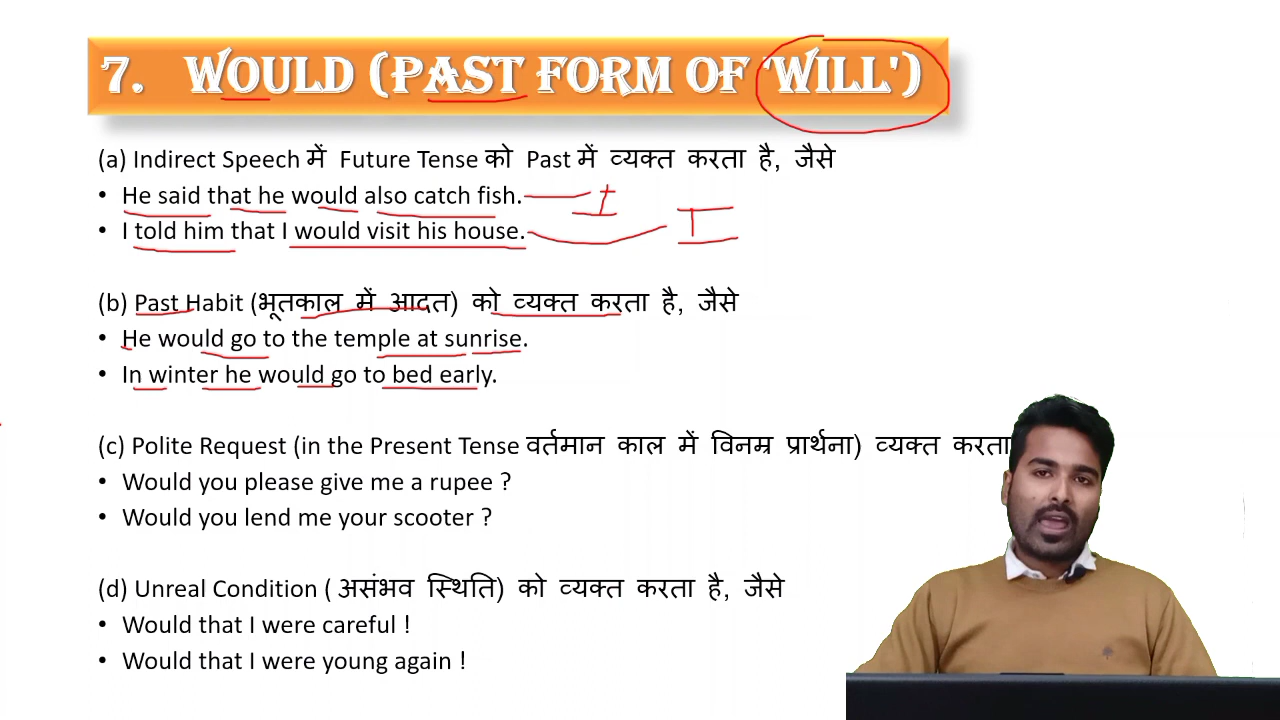 7. WOULD (PAST FORM OF 'WILL')
(a) Indirect Speech में Future Tense को Past में व्यक्त करता है, जैसे
• He said that he would also catch fish. I
• I told him that I would visit his house. I
(b) Past Habit (भूतकाल में आदत) को व्यक्त करता है, जैसे
• He would go to the temple at sunrise.
• In winter he would go to bed early.
(c) Polite Request (in the Present Tense वर्तमान काल में विनम्र प्रार्थना) व्यक्त करता
• Would you please give me a rupee ?
• Would you lend me your scooter ?
(d) Unreal Condition ( असंभव स्थिति) को व्यक्त करता है, जैसे
• Would that I were careful !
• Would that I were young again !